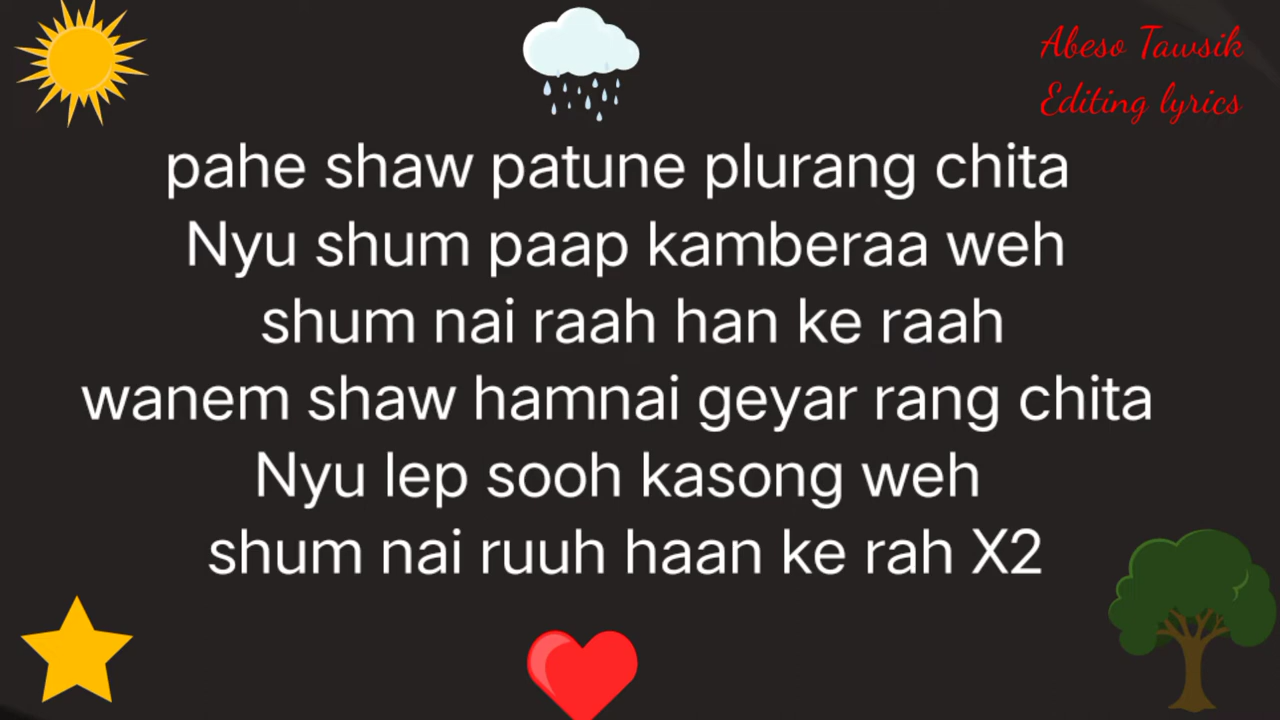 Abeso Tawsik
Editing lyrics
pahe shaw patune plurang chita
Nyu shum paap kamberaa weh
shum nai raah han ke raah
wanem shaw hamnai geyar rang chita
Nyu lep sooh kasong weh
shum nai ruuh haan ke rah X2